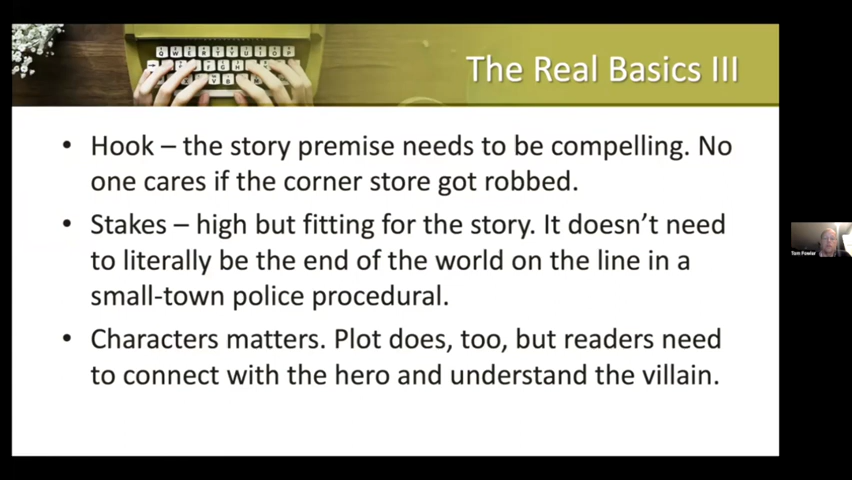 The Real Basics III
• Hook – the story premise needs to be compelling. No
one cares if the corner store got robbed.
• Stakes – high but fitting for the story. It doesn’t need
to literally be the end of the world on the line in a
small-town police procedural.
• Characters matters. Plot does, too, but readers need
to connect with the hero and understand the villain.
Tom Fowler